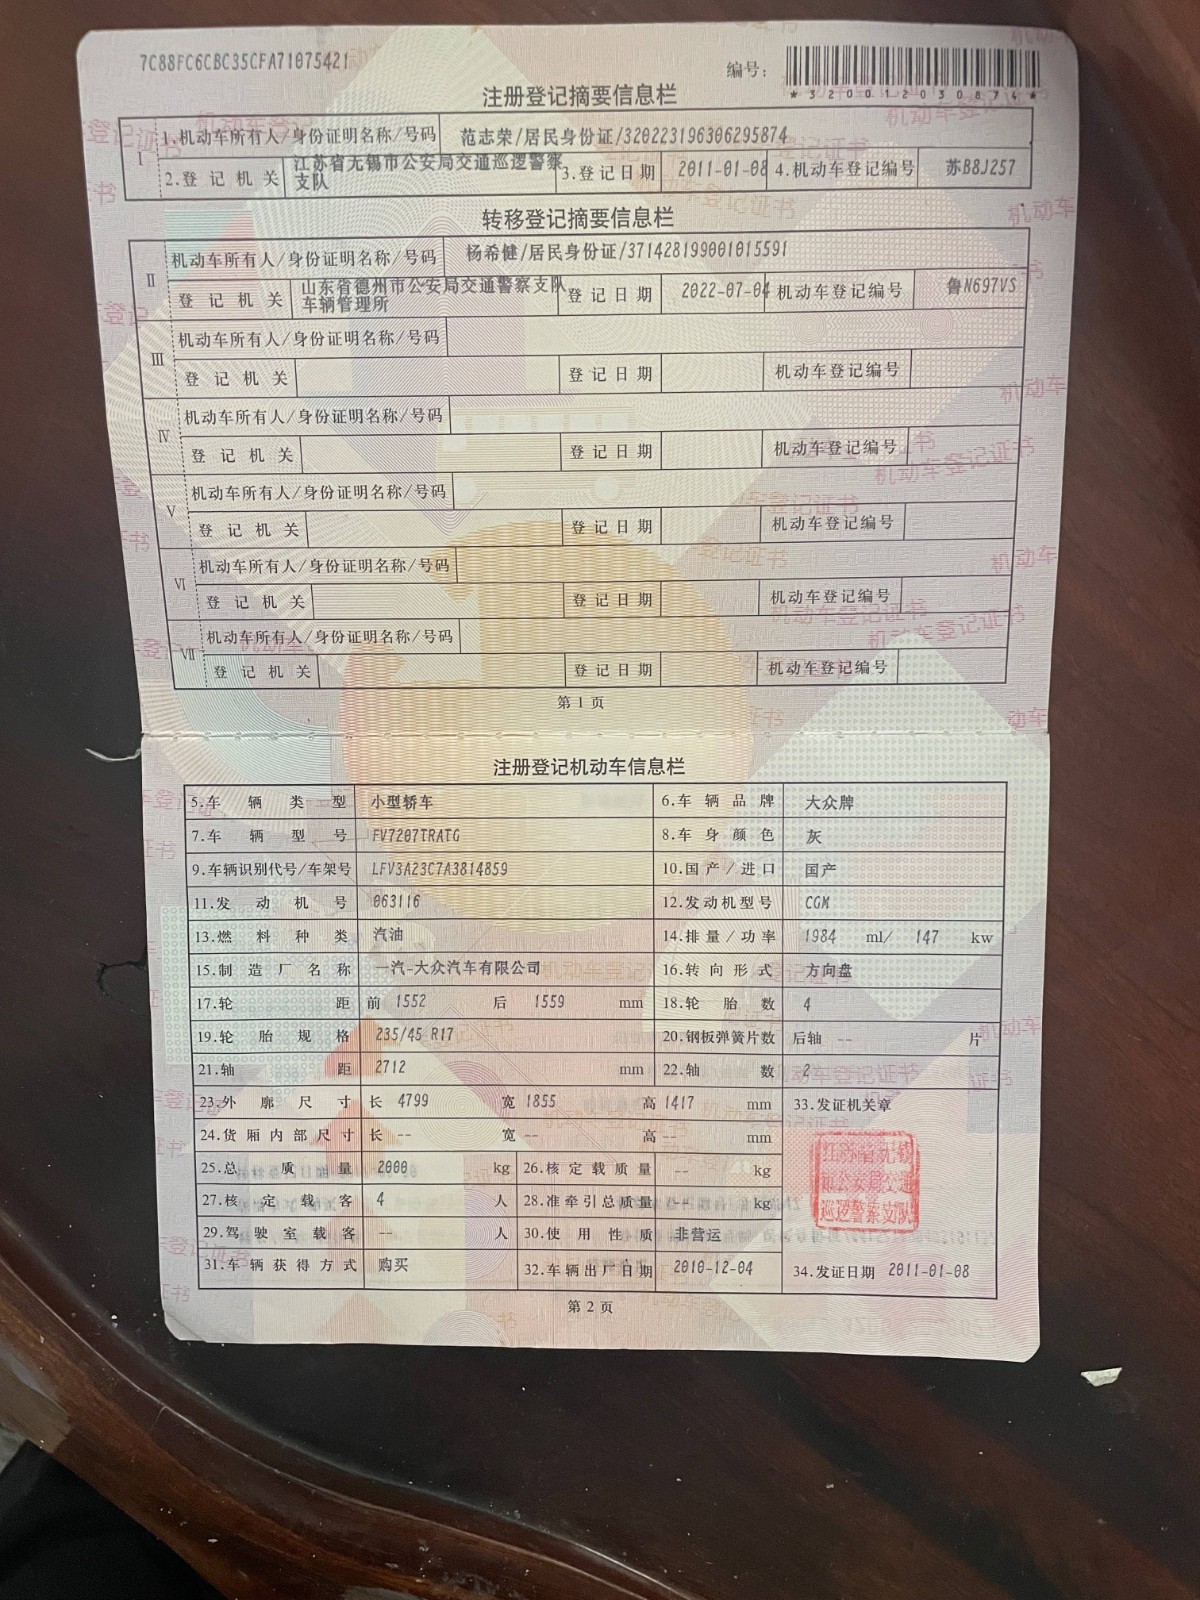 7C88FC6CBC35CFA71075421
编号：
*320012030874*
注册登记摘要信息栏
I 1.机动车所有人/身份证明名称/号码 范志荣/居民身份证/320223196306295874
2.登记机关 江苏省无锡市公安局交通巡逻警察支队 3.登记日期 2011-01-08 4.机动车登记编号 苏B8J257
转移登记摘要信息栏
II 机动车所有人/身份证明名称/号码 杨希健/居民身份证/371428199001015591
登记机关 山东省德州市公安局交通警察支队车辆管理所 登记日期 2022-07-04 机动车登记编号 鲁N697VS
III 机动车所有人/身份证明名称/号码
登记机关 登记日期 机动车登记编号
IV 机动车所有人/身份证明名称/号码
登记机关 登记日期 机动车登记编号
V 机动车所有人/身份证明名称/号码
登记机关 登记日期 机动车登记编号
VI 机动车所有人/身份证明名称/号码
登记机关 登记日期 机动车登记编号
VII 机动车所有人/身份证明名称/号码
登记机关 登记日期 机动车登记编号
第1页
注册登记机动车信息栏
5.车辆类型 小型轿车 6.车辆品牌 大众牌
7.车辆型号 FV7207TRATG 8.车身颜色 灰
9.车辆识别代号/车架号 LFV3A23C7A3814859 10.国产/进口 国产
11.发动机号 063116 12.发动机型号 CGM
13.燃料种类 汽油 14.排量/功率 1984 ml/ 147 kw
15.制造厂名称 一汽-大众汽车有限公司 16.转向形式 方向盘
17.轮距 前 1552 后 1559 mm 18.轮胎数 4
19.轮胎规格 235/45 R17 20.钢板弹簧片数 后轴 -- 片
21.轴距 2712 mm 22.轴数 2
23.外廓尺寸 长 4799 宽 1855 高 1417 mm 33.发证机关章
24.货厢内部尺寸 长 -- 宽 -- 高 -- mm
25.总质量 2000 kg 26.核定载质量 -- kg
江苏省无锡市公安局交通巡逻警察支队
27.核定载客 4 人 28.准牵引总质量 -- kg
29.驾驶室载客 -- 人 30.使用性质 非营运
31.车辆获得方式 购买 32.车辆出厂日期 2010-12-04 34.发证日期 2011-01-08
第2页